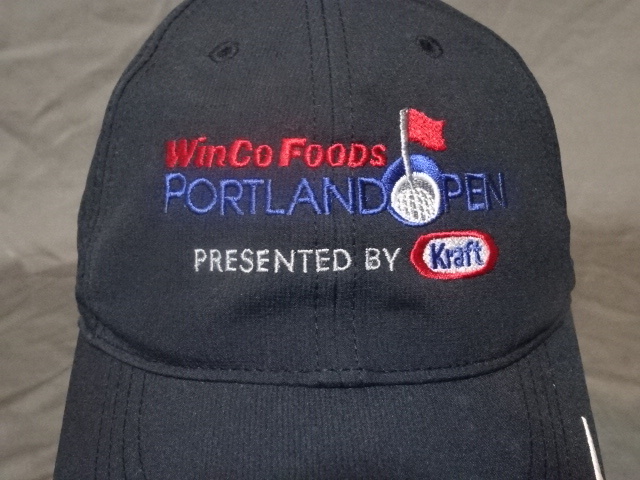 WinCo Foods
PORTLAND OPEN
PRESENTED BY Kraft